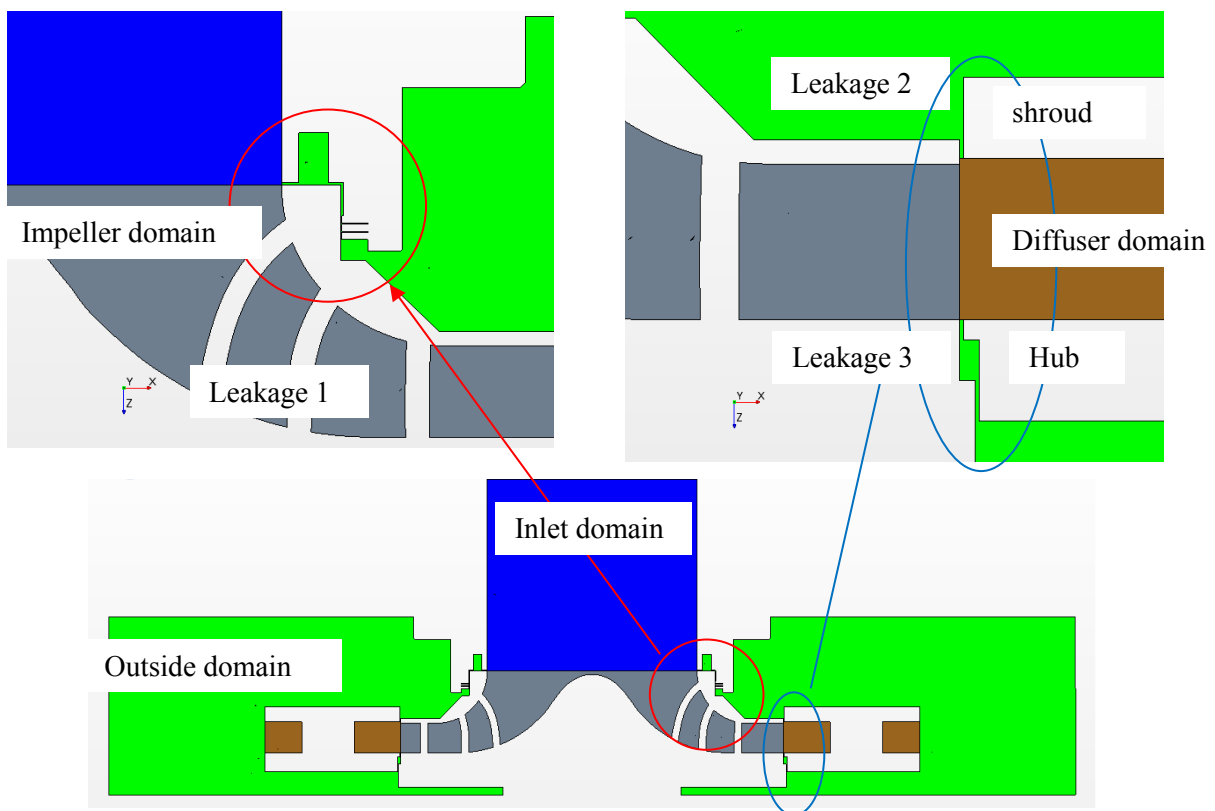 Leakage 2
shroud
Impeller domain
Diffuser domain
Leakage 1
Y
X
Z
Leakage 3
Hub
Y
X
Z
Inlet domain
Outside domain